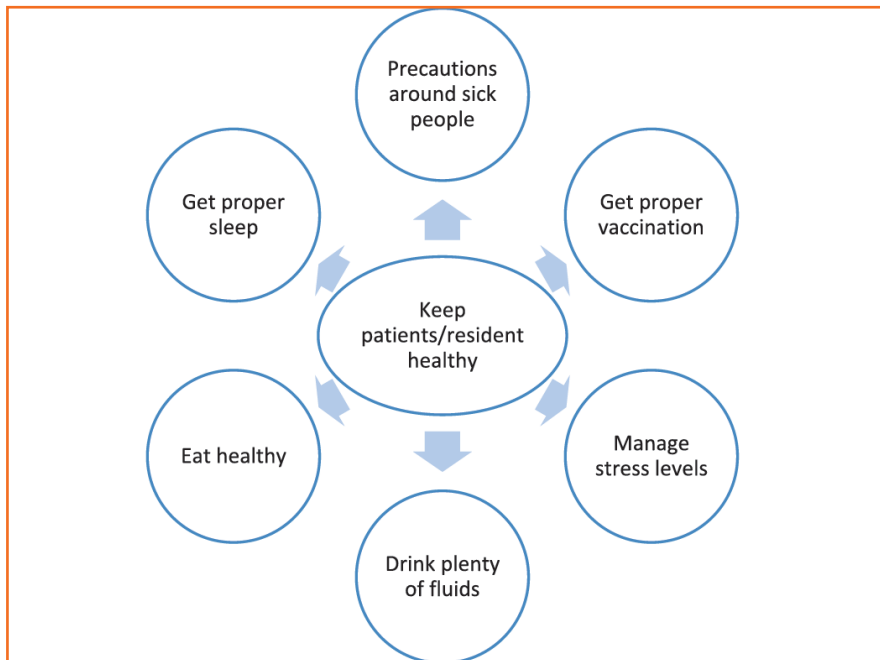 Precautions
around sick
people
Get proper
sleep
Get proper
vaccination
Keep
patients/resident
healthy
Eat healthy
Manage
stress levels
Drink plenty
of fluids